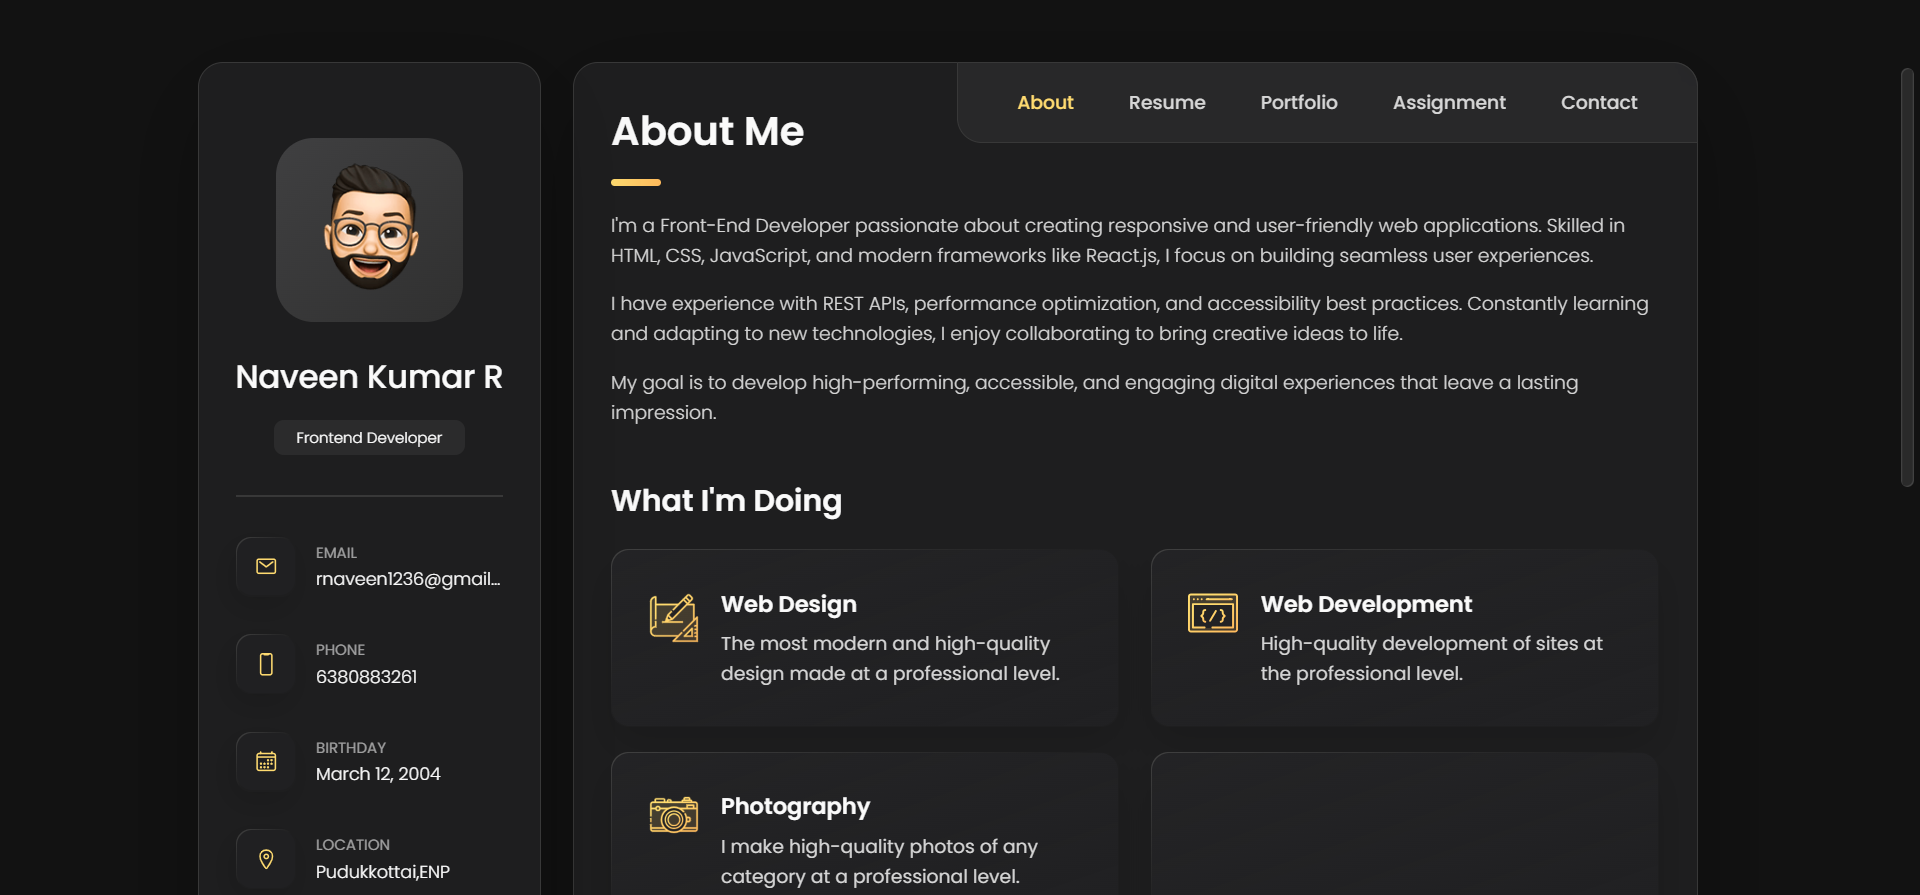 Naveen Kumar R
Frontend Developer
EMAIL
rnaveen1236@gmail...
PHONE
6380883261
BIRTHDAY
March 12, 2004
LOCATION
Pudukkottai,ENP
About
Resume
Portfolio
Assignment
Contact
About Me
I'm a Front-End Developer passionate about creating responsive and user-friendly web applications. Skilled in
HTML, CSS, JavaScript, and modern frameworks like React.js, I focus on building seamless user experiences.
I have experience with REST APIs, performance optimization, and accessibility best practices. Constantly learning
and adapting to new technologies, I enjoy collaborating to bring creative ideas to life.
My goal is to develop high-performing, accessible, and engaging digital experiences that leave a lasting
impression.
What I'm Doing
Web Design
The most modern and high-quality
design made at a professional level.
Web Development
High-quality development of sites at
the professional level.
Photography
I make high-quality photos of any
category at a professional level.